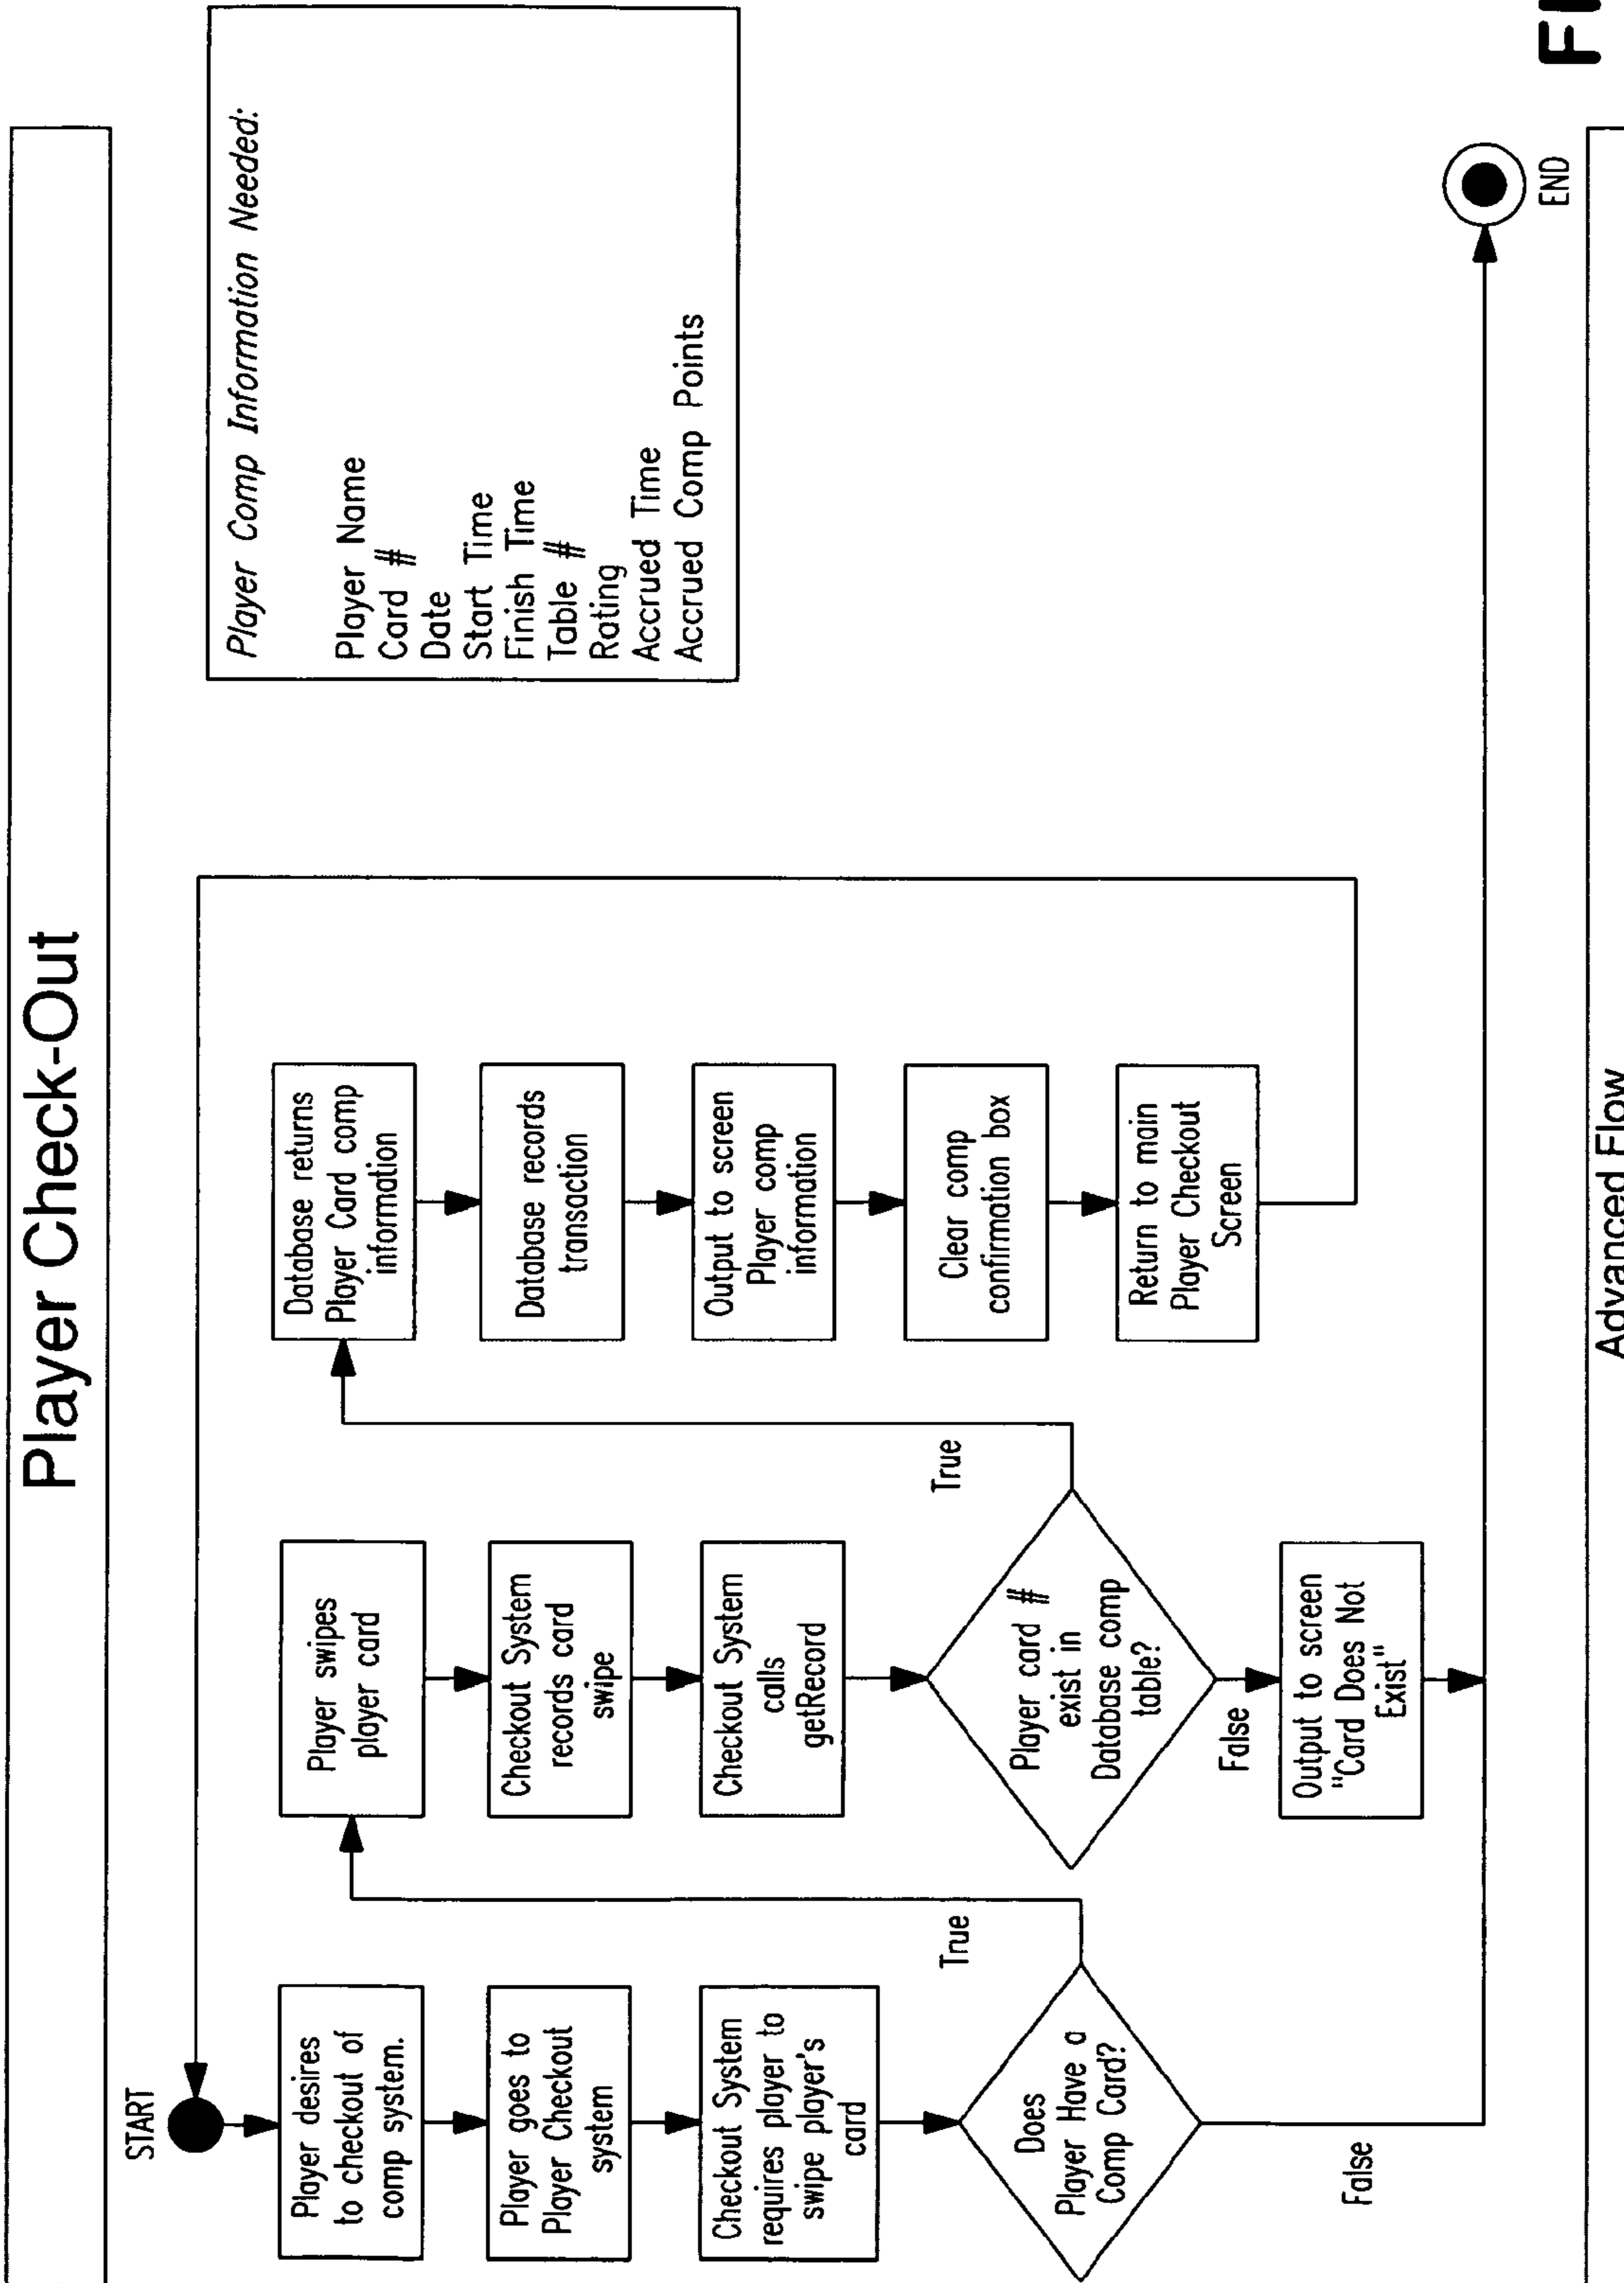 Player Check-Out
START
Player desires
to checkout of
comp system.
Player goes to
Player Checkout
system
Checkout System
requires player to
swipe player's
card
Does
Player Have a
Comp Card?
True
False
Player swipes
player card
Checkout System
records card
swipe
Checkout System
calls
getRecord
Player card #
exist in
Database comp
table?
True
False
Output to screen
"Card Does Not
Exist"
Database returns
Player Card comp
information
Database records
transaction
Output to screen
Player comp
information
Clear comp
confirmation box
Return to main
Player Checkout
Screen
Player Comp Information Needed:
Player Name
Card #
Date
Start Time
Finish Time
Table #
Rating
Accrued Time
Accrued Comp Points
END
Advanced Flow